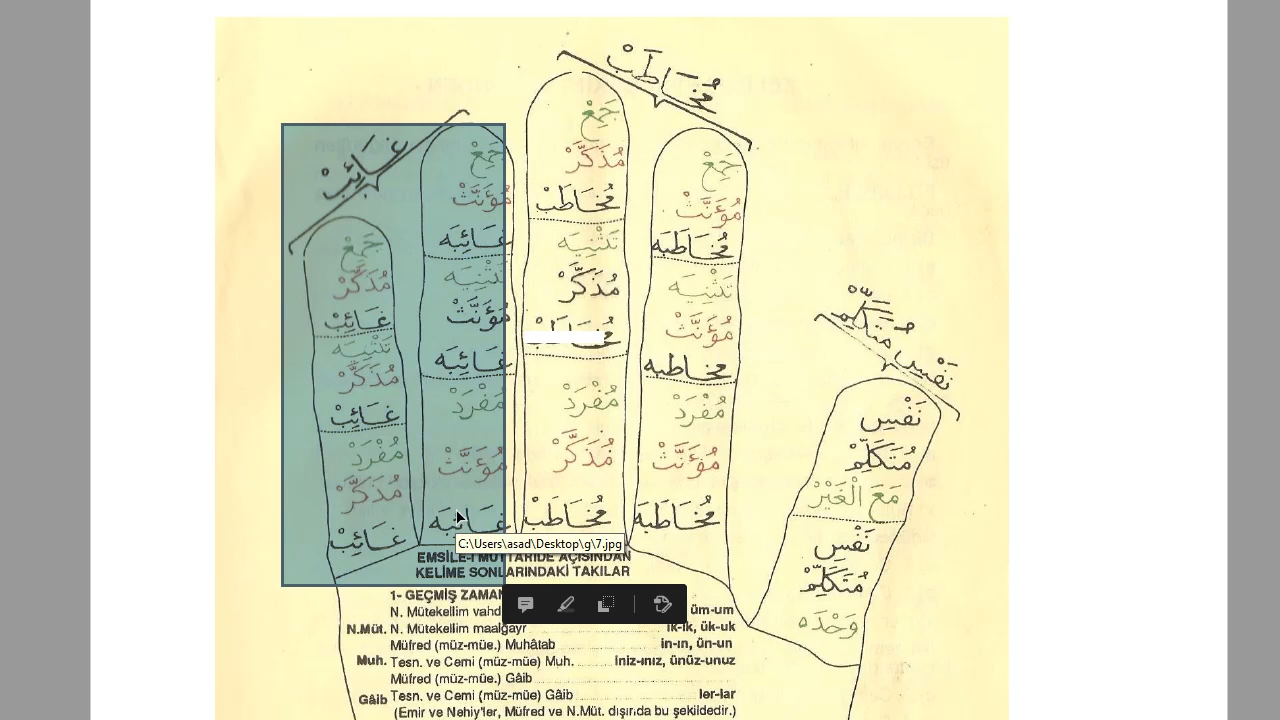 مُخَاطَبْ
غَائِبْ
نَفْسِ مُتَكَلِّمْ
جَمِعْ
مُذَكَّرْ
غَائِبْ
تَثْنِيَه
مُذَكَّرْ
غَائِبْ
مُفْرَدْ
مُذَكَّرْ
غَائِبْ
جَمِعْ
مُؤَنَّثْ
غَائِبَه
تَثْنِيَه
مُؤَنَّثْ
غَائِبَه
مُفْرَدْ
مُؤَنَّثْ
غَائِبَه
جَمِعْ
مُذَكَّرْ
مُخَاطَبْ
تَثْنِيَه
مُذَكَّرْ
مُخَاطَبْ
مُفْرَدْ
مُذَكَّرْ
مُخَاطَبْ
جَمِعْ
مُؤَنَّثْ
مُخَاطَبَه
تَثْنِيَه
مُؤَنَّثْ
مخاطبه
مُفْرَدْ
مُؤَنَّثْ
مُخَاطَبَه
نَفْسِ
مُتَكَلِّمْ
مَعَ الْغَيْرْ
نَفْسِ
مُتَكَلِّمْ
وَحْدَه
C:\Users\asad\Desktop\g\7.jpg
EMSİLE-İ MUTTARİDE AÇISINDAN
KELİME SONLARINDAKİ TAKILAR
1- GEÇMİŞ ZAMAN
N. Mütekellim vahd üm-um
N.Müt. N. Mütekellim maalgayr ik-ık, ük-uk
Müfred (müz-müe.) Muhâtab in-ın, ün-un
Muh. Tesn. ve Cemi (müz-müe) Muh. iniz-ınız, ünüz-unuz
Müfred (müz-müe.) Gâib
Gâib Tesn. ve Cemi (müz-müe) Gâib ler-lar
(Emir ve Nehiy'ler, Müfred ve N.Müt. dışında bu şekildedir.)